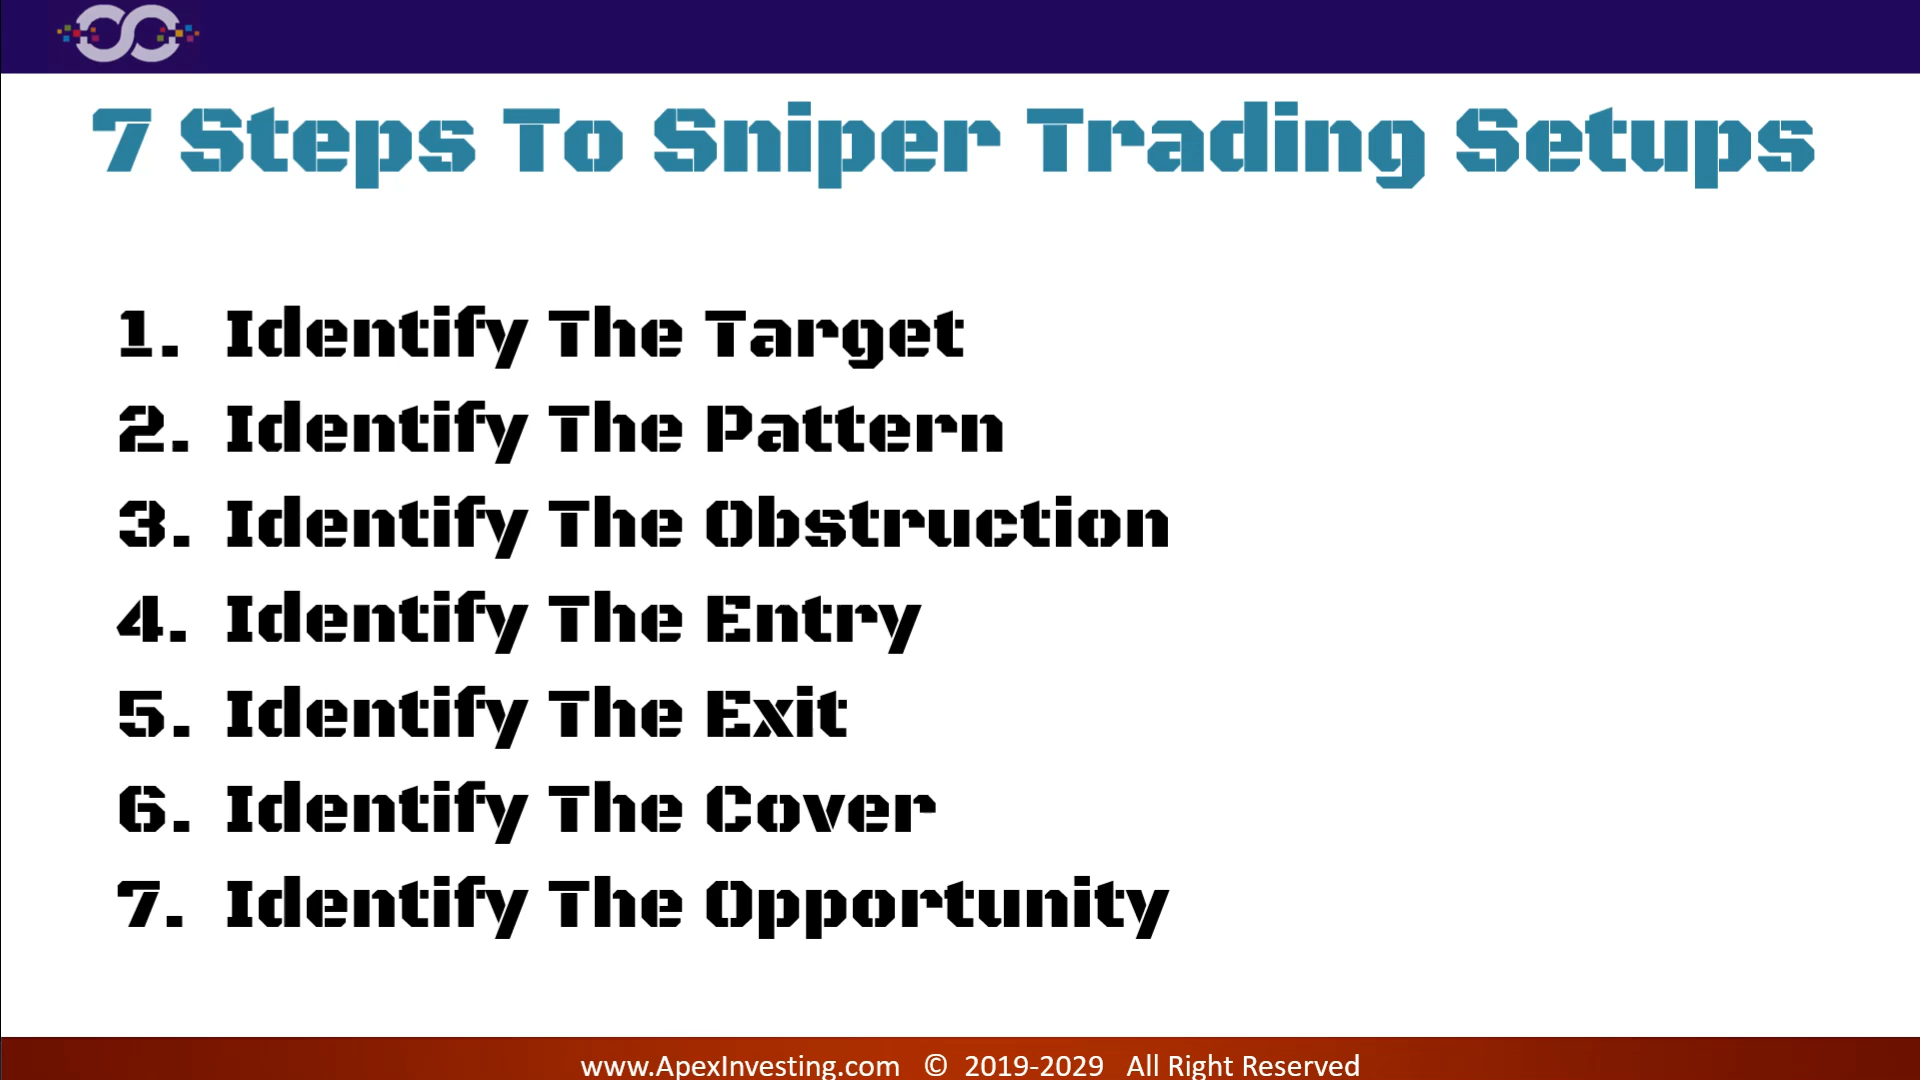 7 Steps To Sniper Trading Setups
1. Identify The Target
2. Identify The Pattern
3. Identify The Obstruction
4. Identify The Entry
5. Identify The Exit
6. Identify The Cover
7. Identify The Opportunity
www.ApexInvesting.com © 2019-2029 All Right Reserved